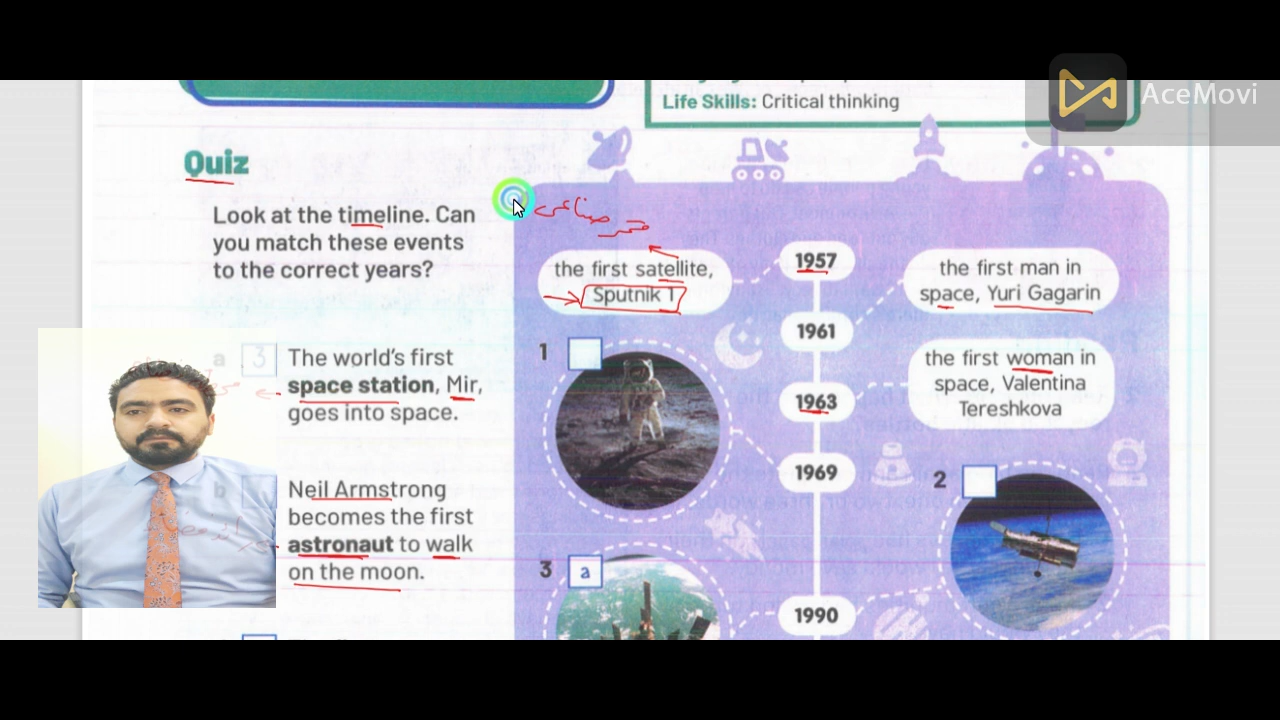 AceMovi
Life Skills: Critical thinking
Quiz
Look at the timeline. Can
you match these events
to the correct years?
a 3
The world's first
space station, Mir,
goes into space.
b
Neil Armstrong
becomes the first
astronaut to walk
on the moon.
قمر صناعى
the first satellite,
Sputnik 1
1957
the first man in
space, Yuri Gagarin
1961
the first woman in
space, Valentina
Tereshkova
1
1963
1969
2
3 a
1990